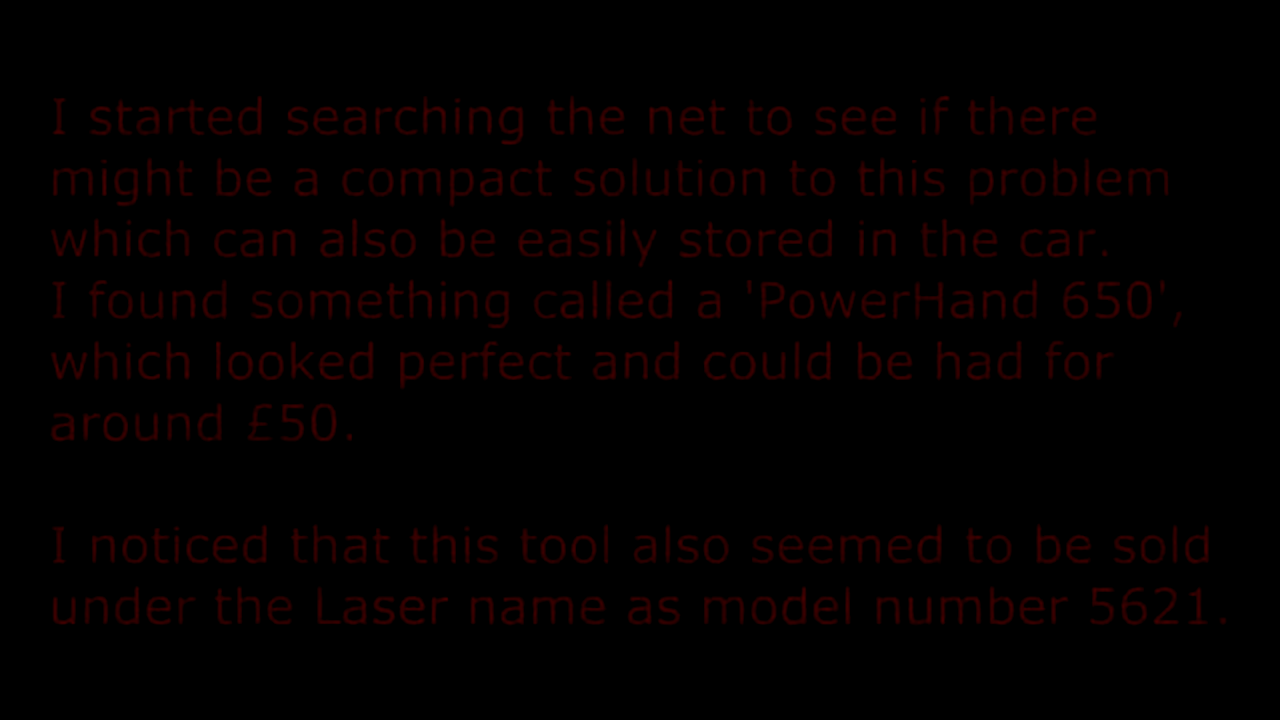 I started searching the net to see if there
might be a compact solution to this problem
which can also be easily stored in the car.
I found something called a 'PowerHand 650',
which looked perfect and could be had for
around £50.
I noticed that this tool also seemed to be sold
under the Laser name as model number 5621.